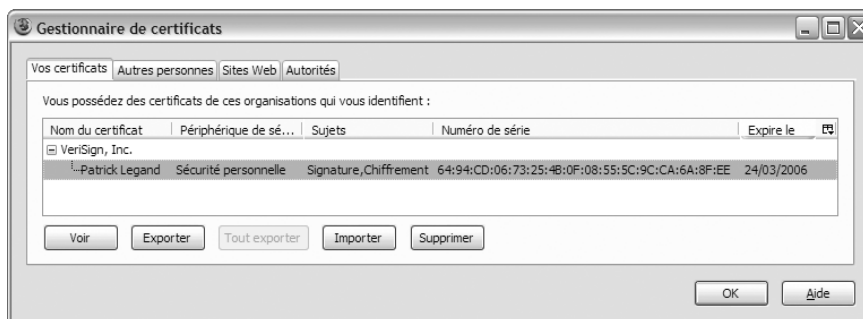 Gestionnaire de certificats
Vos certificats Autres personnes Sites Web Autorités
Vous possédez des certificats de ces organisations qui vous identifient :
Nom du certificat Périphérique de sé... Sujets Numéro de série Expire le
VeriSign, Inc.
Patrick Legand Sécurité personnelle Signature,Chiffrement 64:94:CD:06:73:25:4B:0F:08:55:5C:9C:CA:6A:8F:EE 24/03/2006
Voir Exporter Tout exporter Importer Supprimer
OK Aide